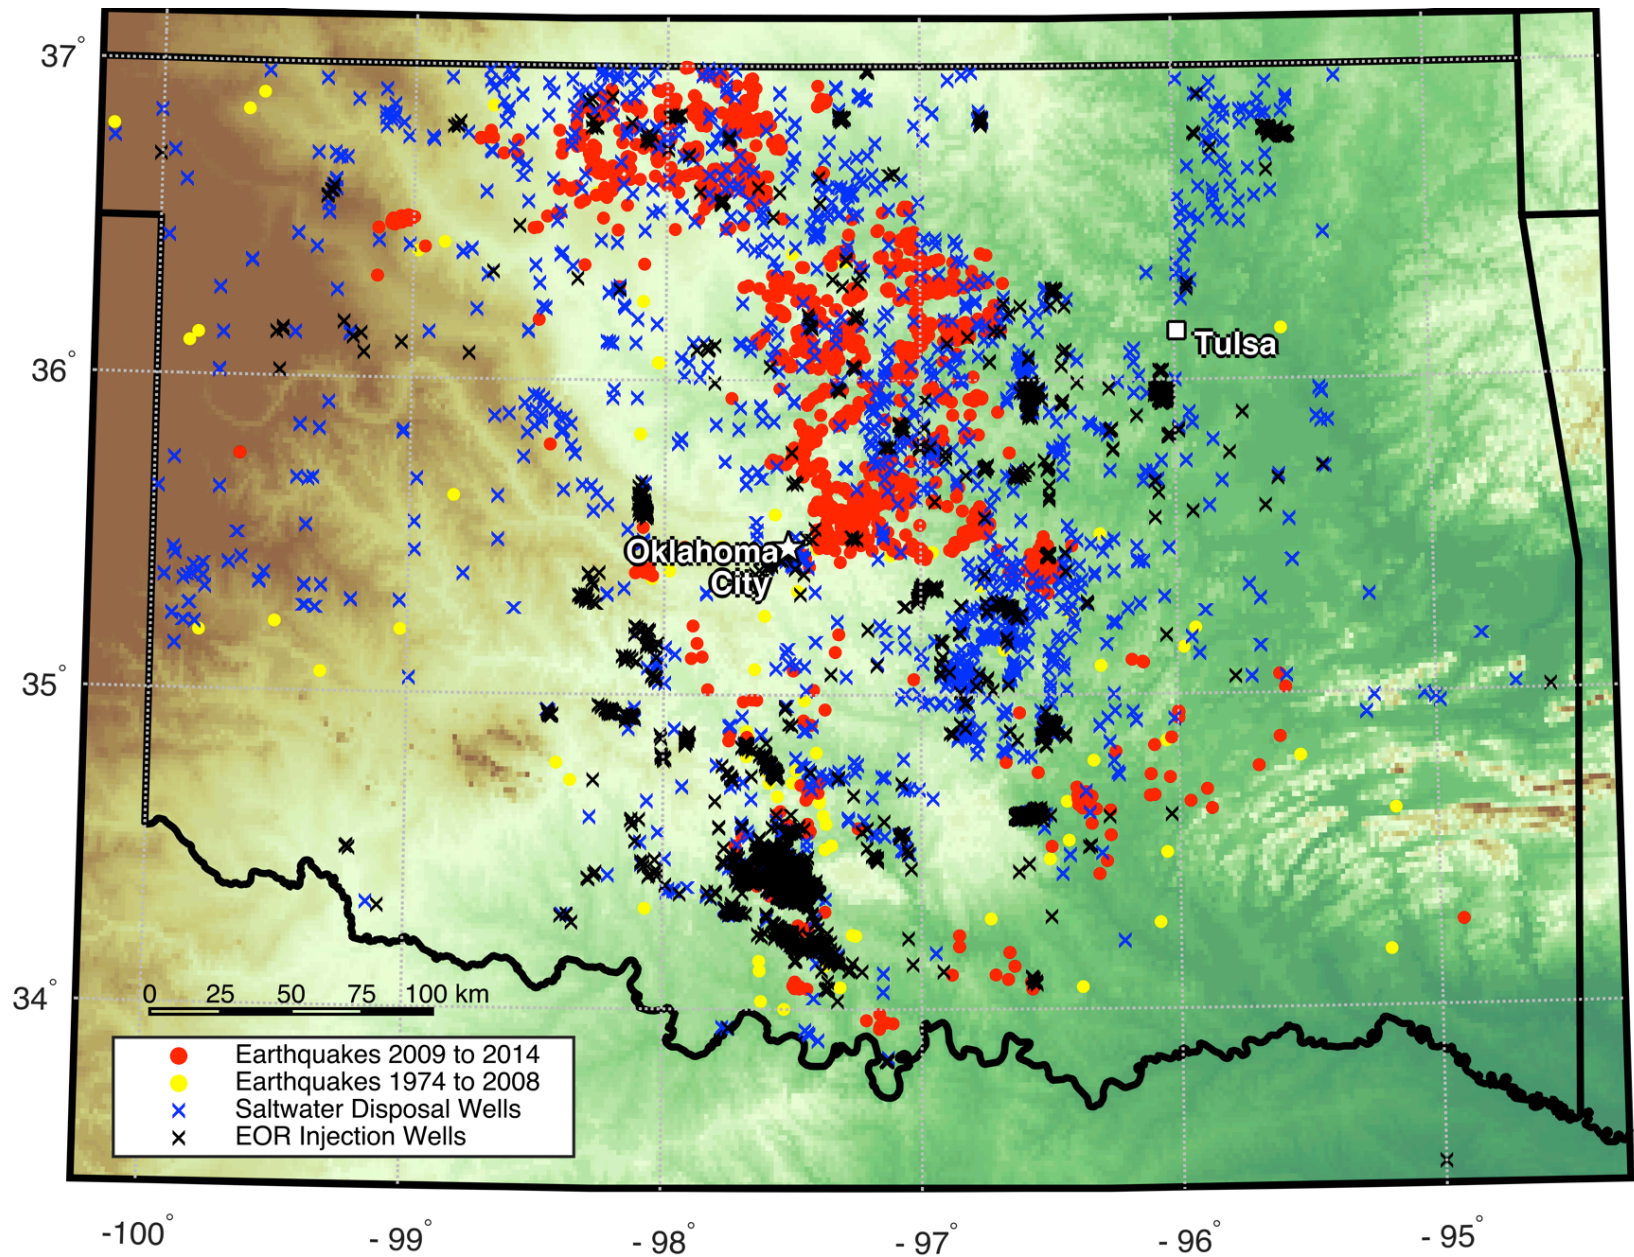 37°
36°
Tulsa
Oklahoma
City
35°
34°
0 25 50 75 100 km
Earthquakes 2009 to 2014
Earthquakes 1974 to 2008
Saltwater Disposal Wells
EOR Injection Wells
-100° -99° -98° -97° -96° -95°